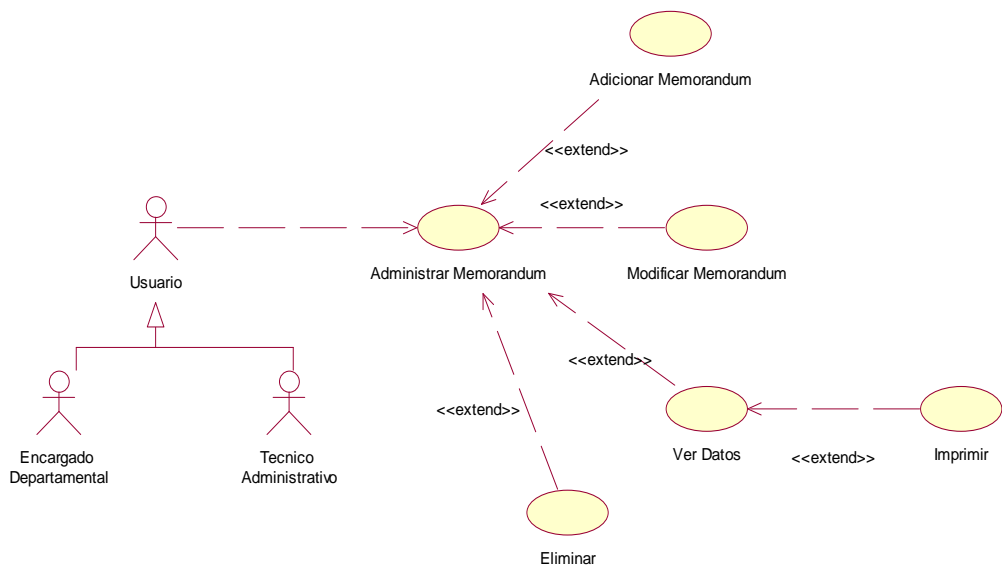 Adicionar Memorandum
<<extend>>
<<extend>>
Usuario
Administrar Memorandum
Modificar Memorandum
<<extend>>
<<extend>>
Encargado
Departamental
Tecnico
Administrativo
Ver Datos
<<extend>>
Imprimir
Eliminar